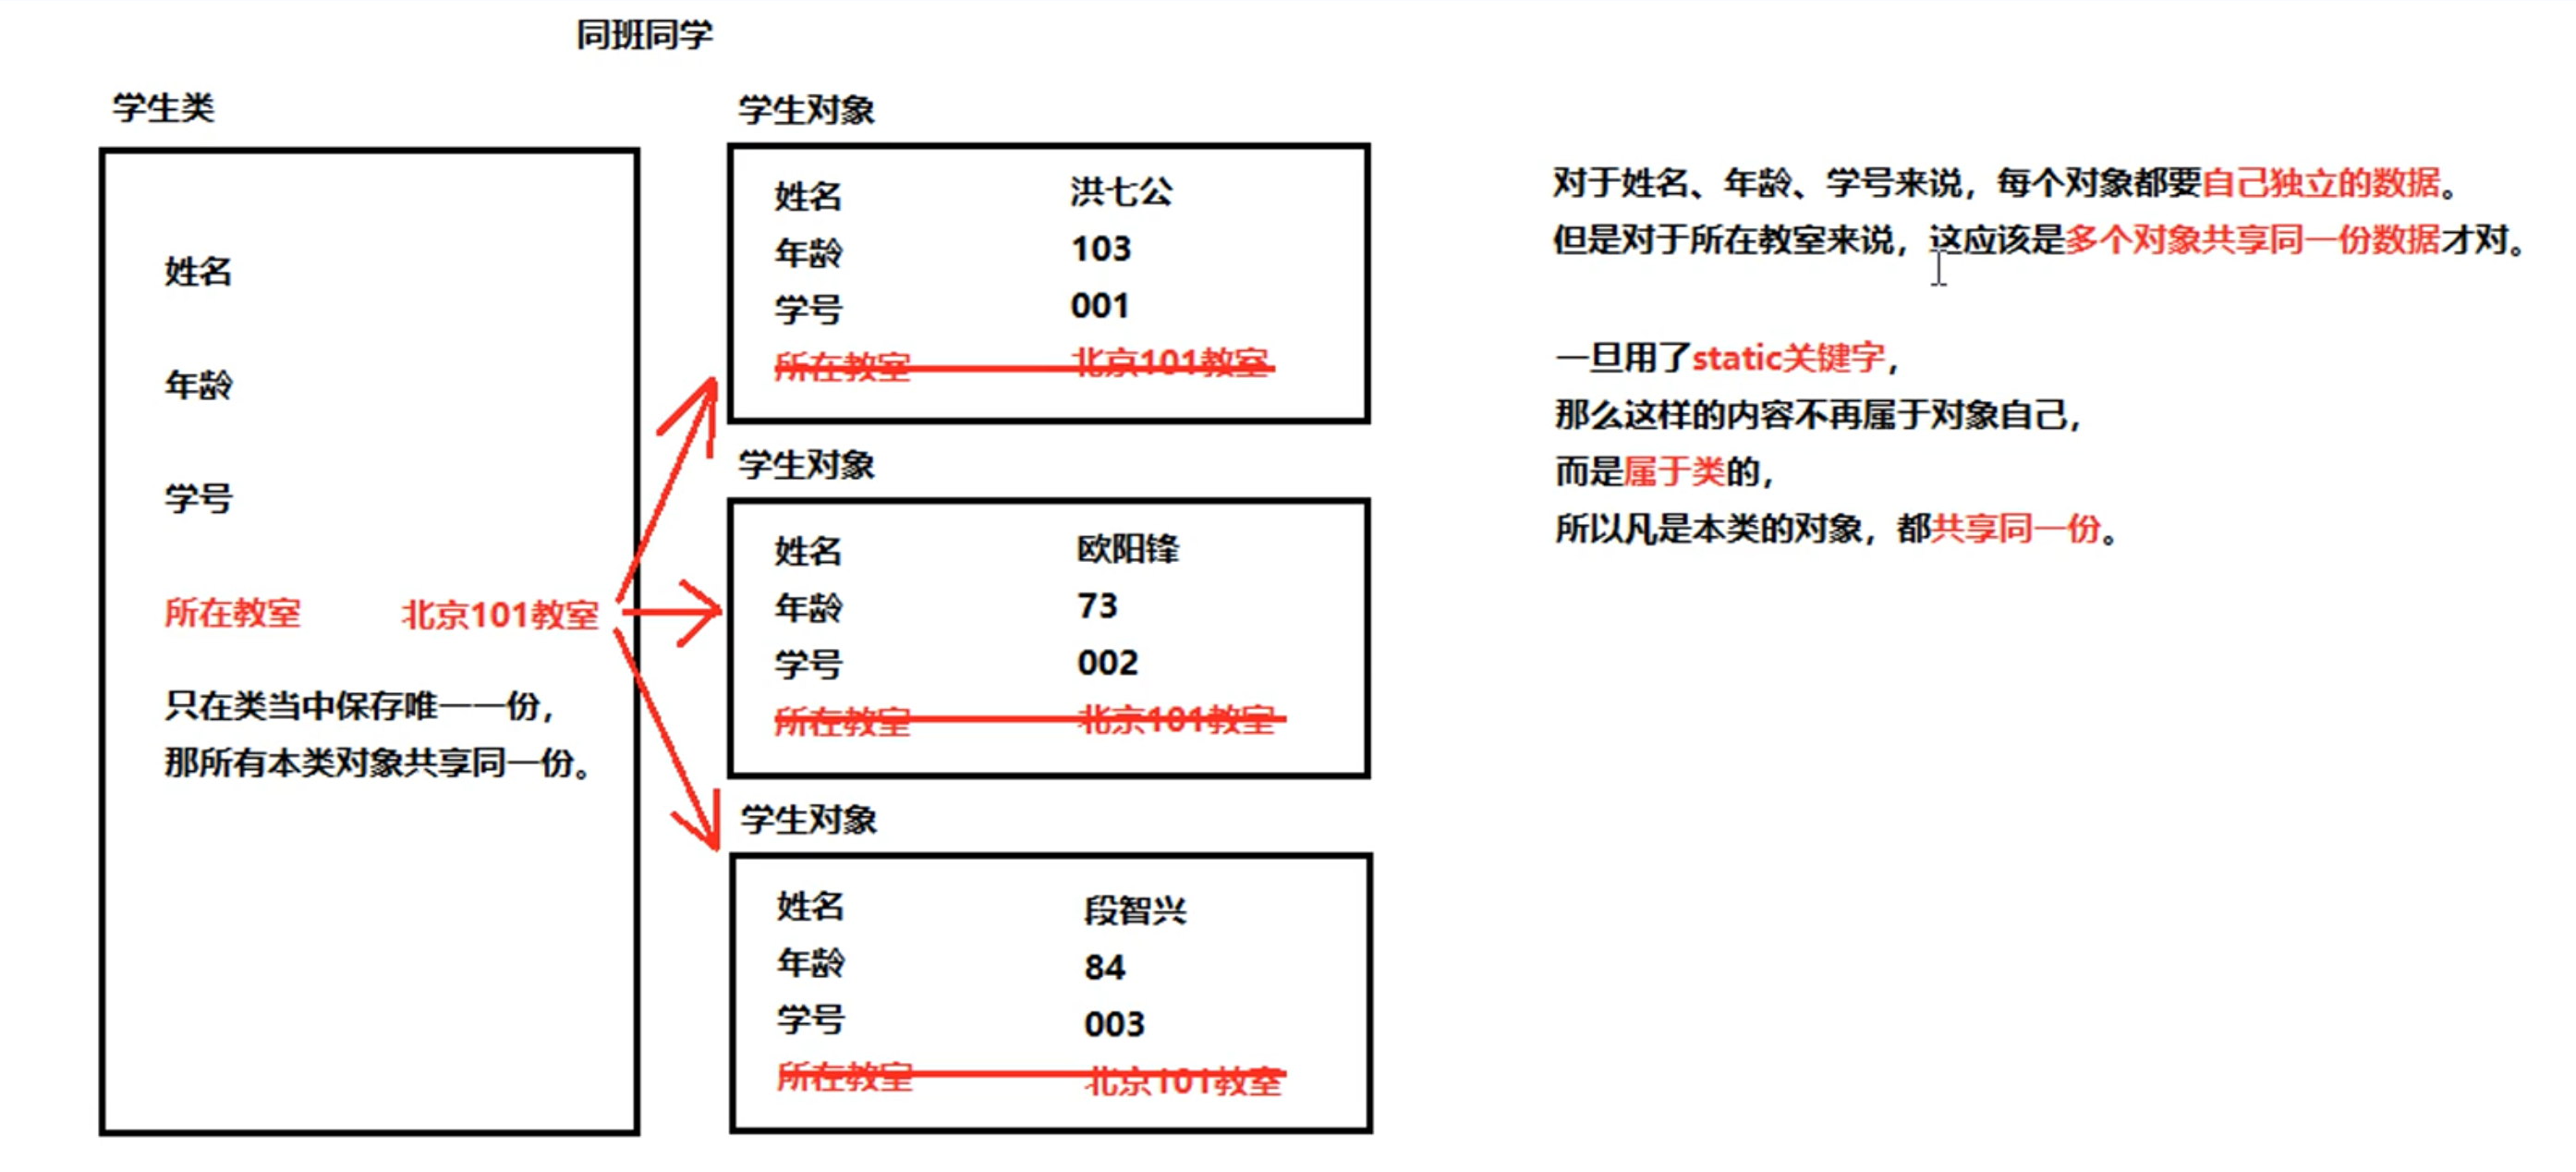 同班同学
学生类
姓名
年龄
学号
所在教室 北京101教室
只在类当中保存唯一一份，
那所有本类对象共享同一份。
学生对象
姓名 洪七公
年龄 103
学号 001
所在教室 北京101教室
学生对象
姓名 欧阳锋
年龄 73
学号 002
所在教室 北京101教室
学生对象
姓名 段智兴
年龄 84
学号 003
所在教室 北京101教室
对于姓名、年龄、学号来说，每个对象都要自己独立的数据。
但是对于所在教室来说，这应该是多个对象共享同一份数据才对。
一旦用了static关键字，
那么这样的内容不再属于对象自己，
而是属于类的，
所以凡是本类的对象，都共享同一份。